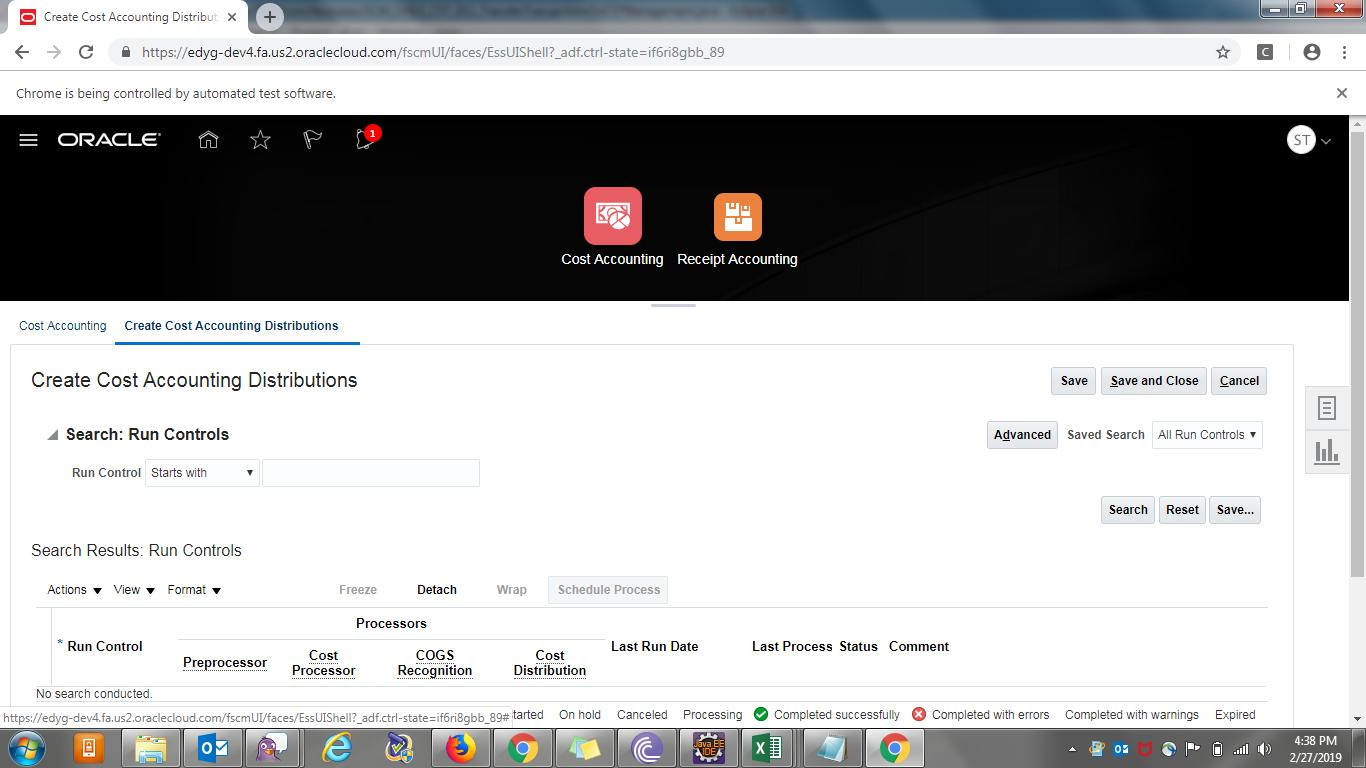 Create Cost Accounting Distribut
https://edyg-dev4.fa.us2.oraclecloud.com/fscmUI/faces/EssUIShell?_adf.ctrl-state=if6ri8gbb_89
C
Chrome is being controlled by automated test software.
ORACLE
1
ST
Cost Accounting
Receipt Accounting
Cost Accounting Create Cost Accounting Distributions
Create Cost Accounting Distributions
Save Save and Close Cancel
Search: Run Controls
Advanced Saved Search All Run Controls
Run Control Starts with
Search Reset Save...
Search Results: Run Controls
Actions View Format Freeze Detach Wrap Schedule Process
Processors
* Run Control Preprocessor Cost Processor COGS Recognition Cost Distribution Last Run Date Last Process Status Comment
No search conducted.
https://edyg-dev4.fa.us2.oraclecloud.com/fscmUI/faces/EssUIShell?_adf.ctrl-state=if6ri8gbb_89#
tarted On hold Canceled Processing Completed successfully Completed with errors Completed with warnings Expired
Java EE
IDE
4:38 PM
2/27/2019